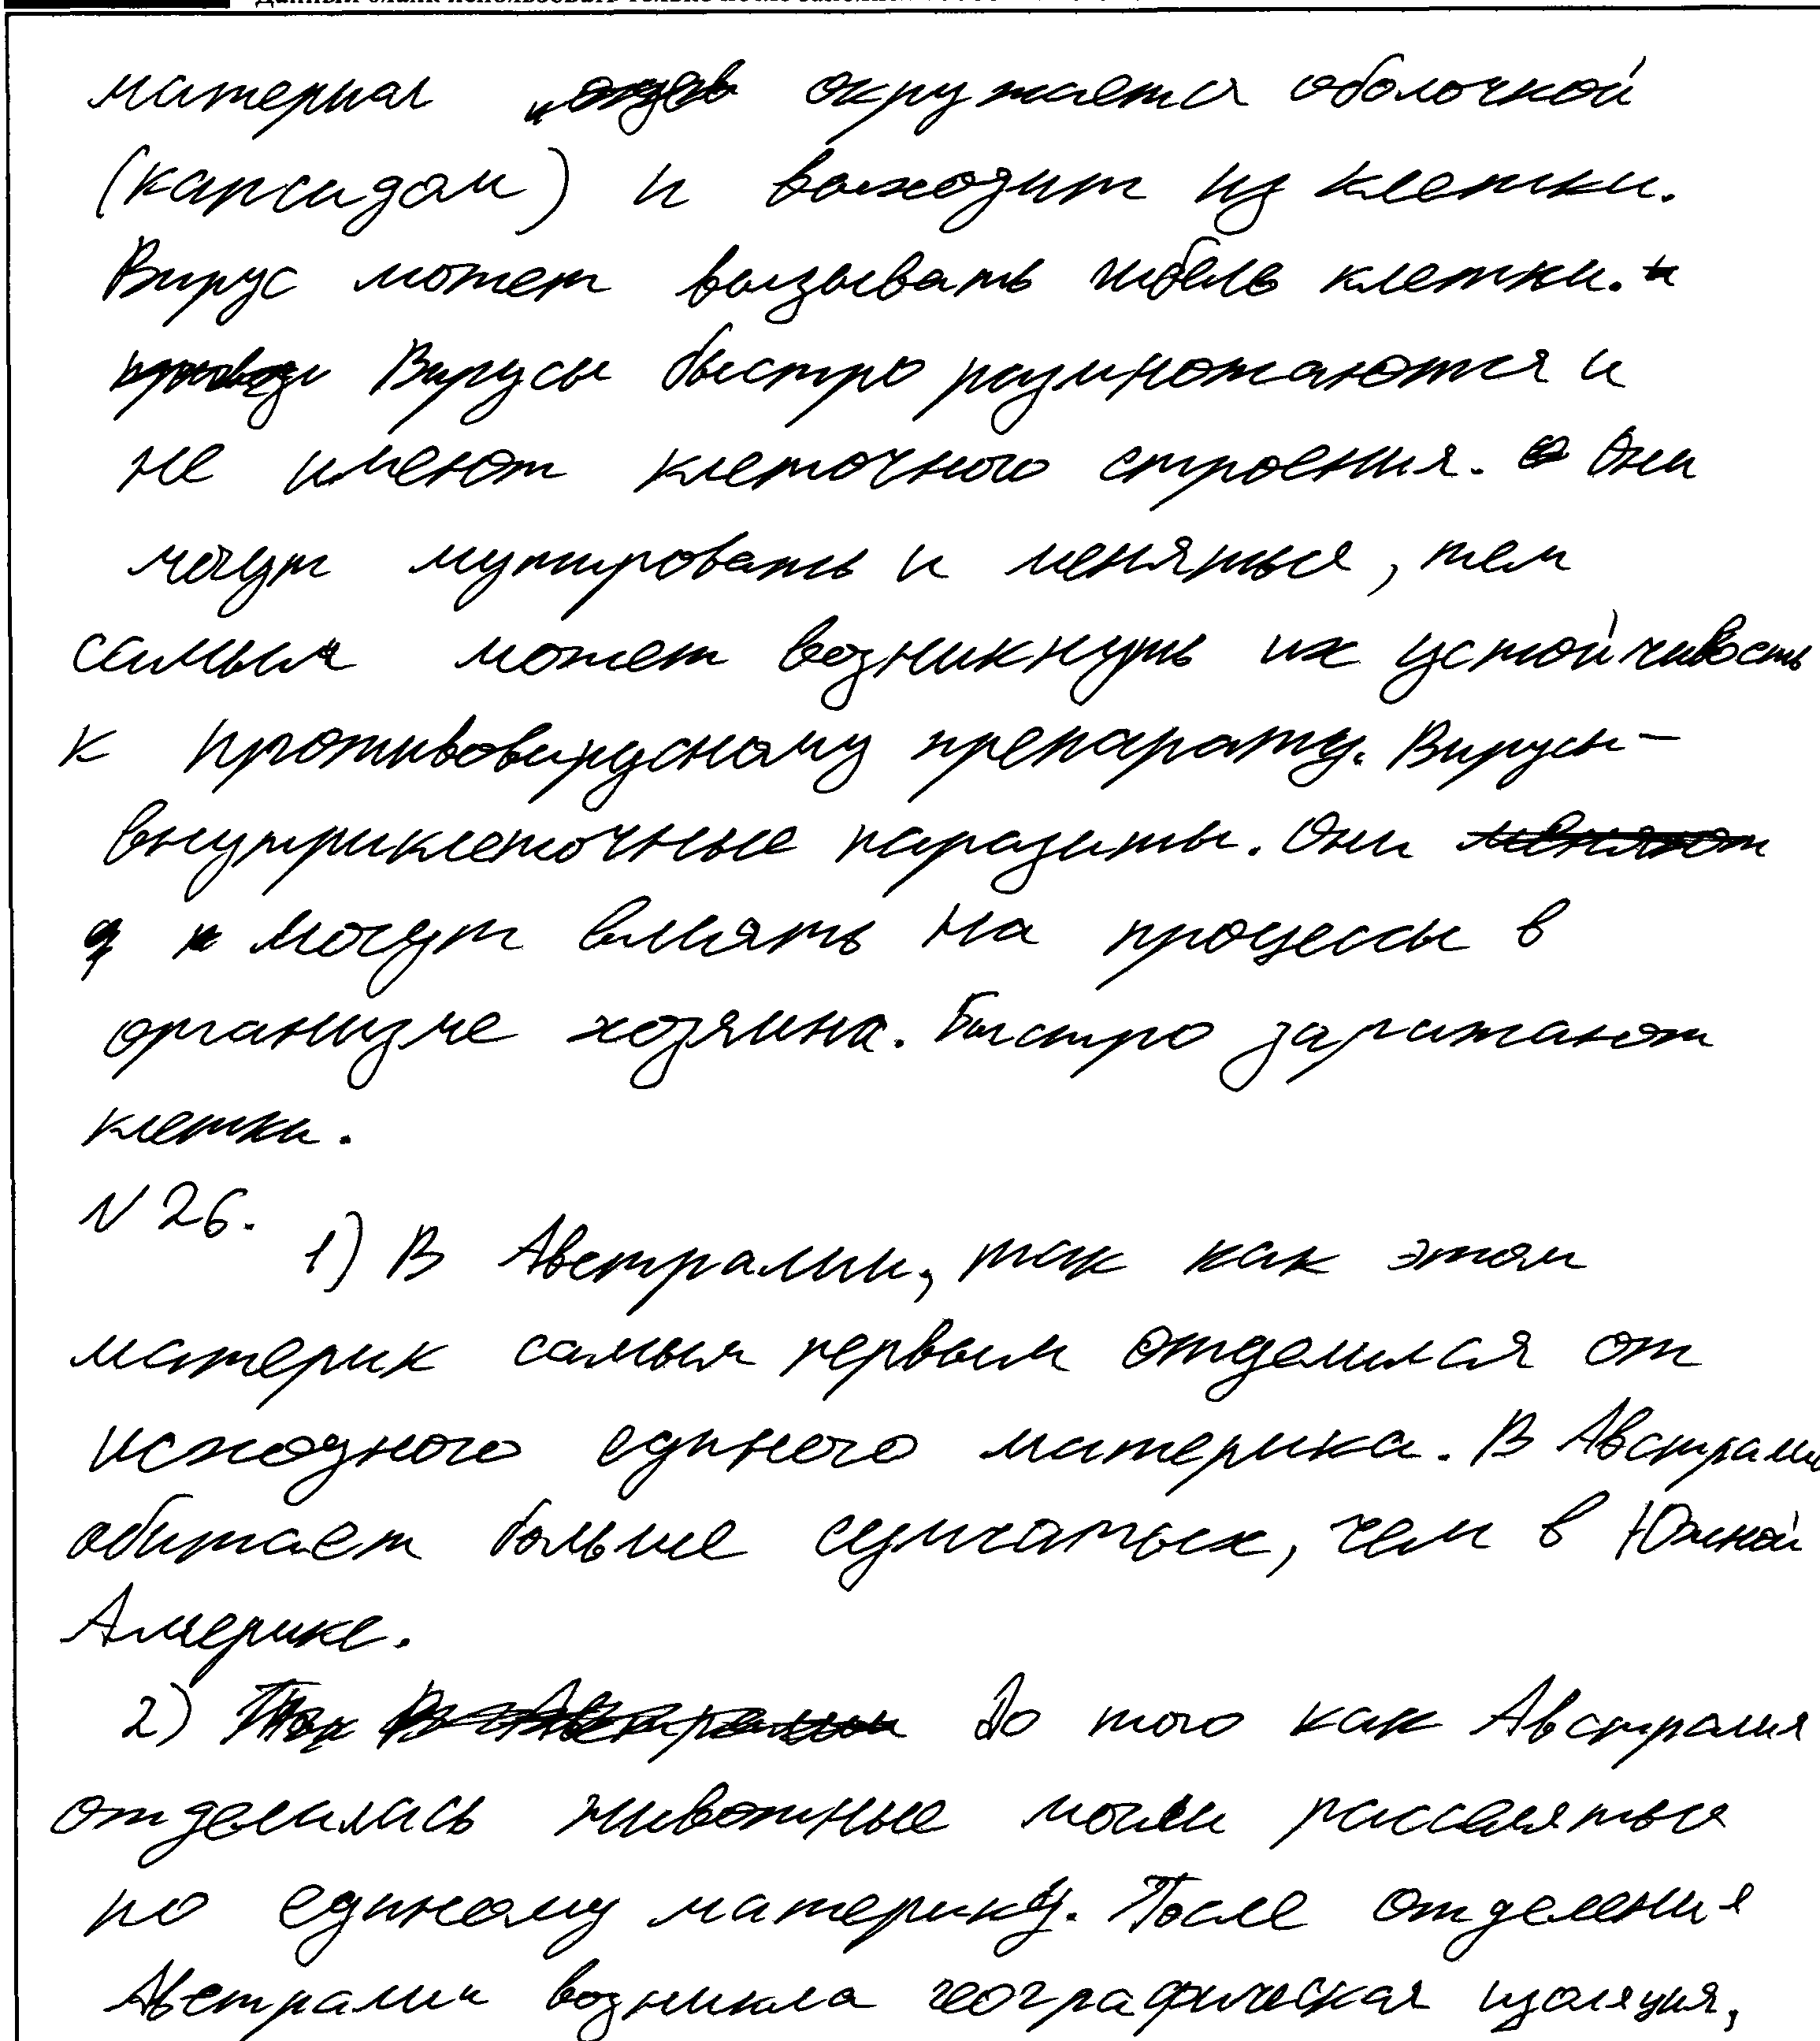 материал окружается оболочкой
(капсидом) и выходит из клетки.
Вирус может вызывать гибель клетки. и
Вирусы быстро размножаются и
не имеют клеточного строения. Они
могут мутировать и меняться, тем
самым может возникнуть их устойчивость
к противовирусному препарату. Вирусы –
внутриклеточные паразиты. Они меняют
могут влиять на процессы в
организме хозяина. Быстро заражают
клетки.
N 26.
1) В Австралии, так как этом
материк самым первым отделился от
исходного единого материка. В Австралии
обитает больше сумчатых, чем в Южной
Америке.
2) Так В Австралии До того как Австралия
отделилась животные могли расселяться
по единому материку. После отделения
Австралии возникла географическая изоляция,